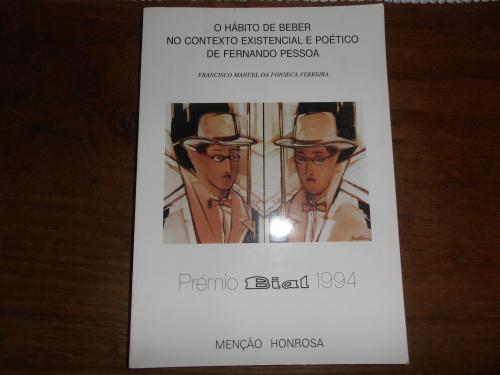 O HÁBITO DE BEBER
NO CONTEXTO EXISTENCIAL E POÉTICO
DE FERNANDO PESSOA
FRANCISCO MANUEL DA FONSECA FERREIRA
Prémio Bial 1994
MENÇÃO HONROSA